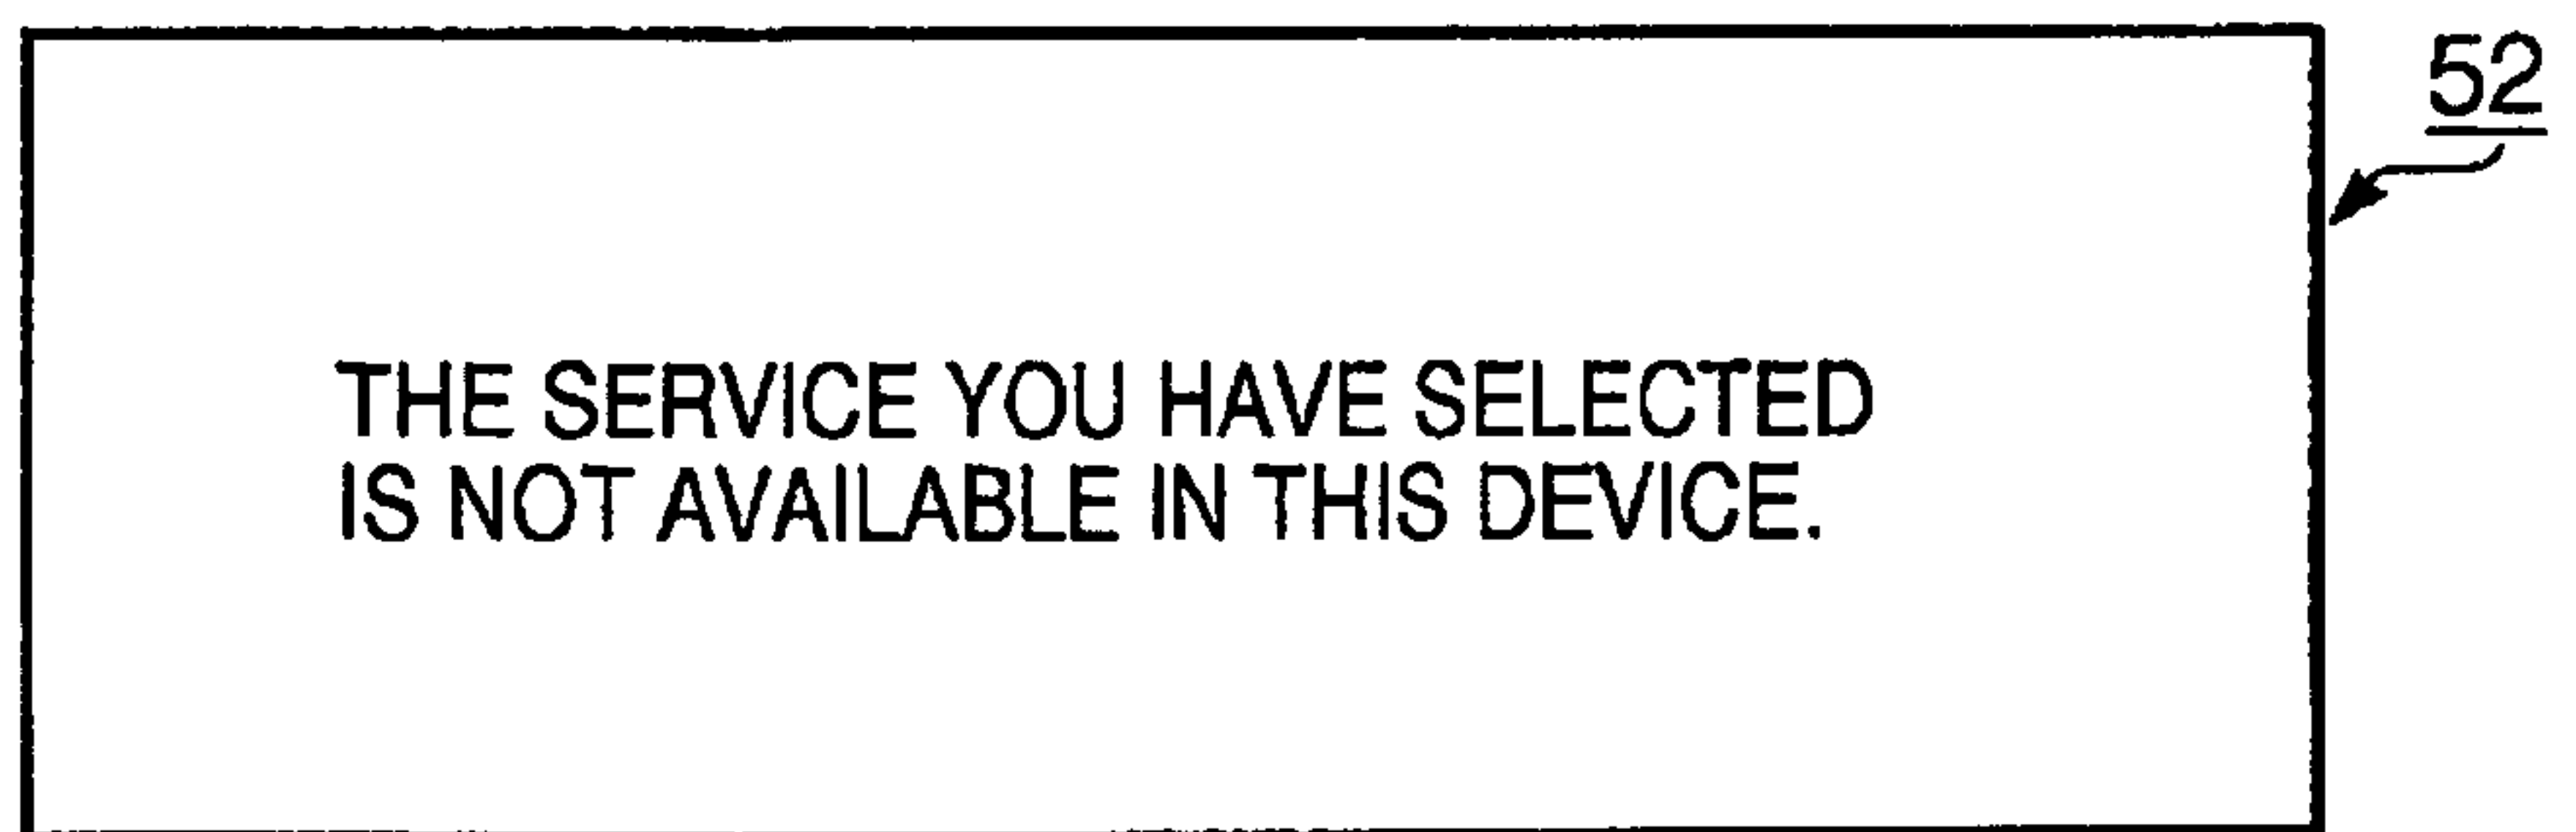 52
THE SERVICE YOU HAVE SELECTED
IS NOT AVAILABLE IN THIS DEVICE.